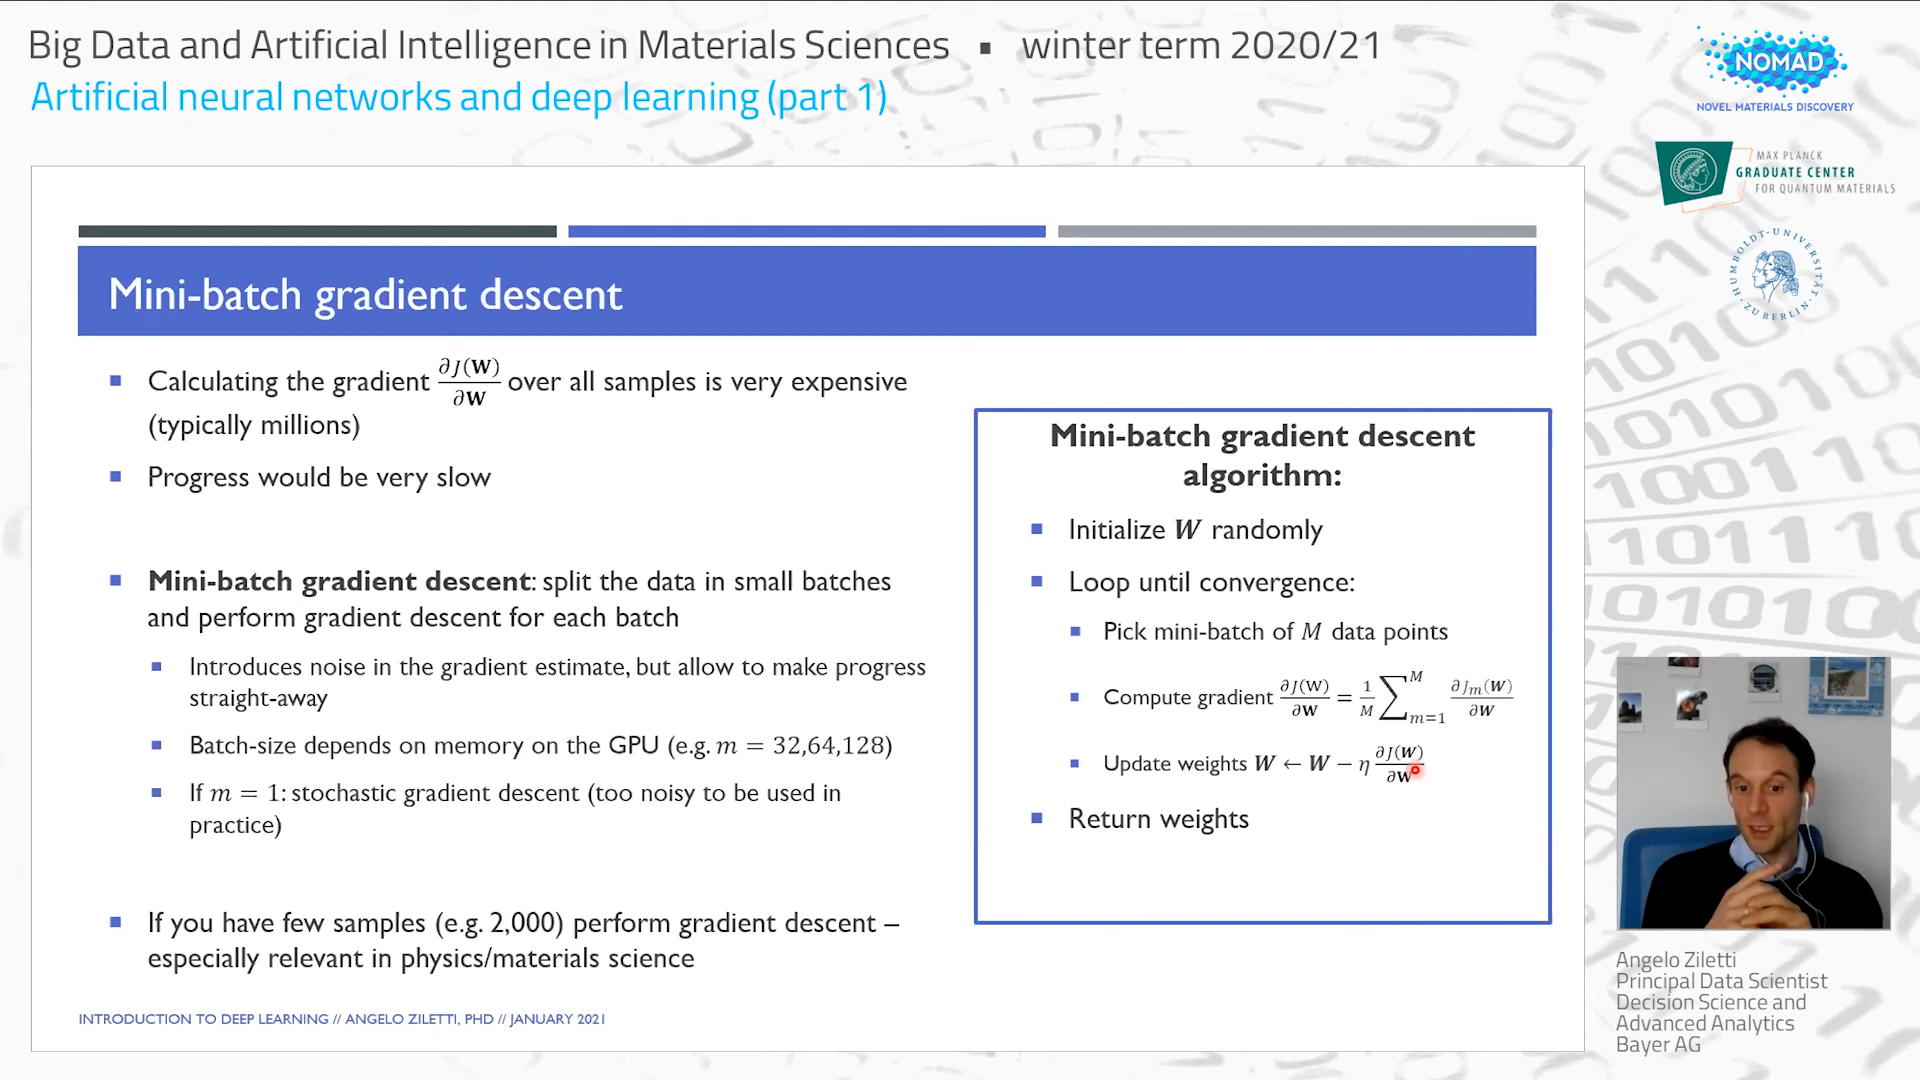 Big Data and Artificial Intelligence in Materials Sciences ▪ winter term 2020/21
Artificial neural networks and deep learning (part 1)
NOMAD
NOVEL MATERIALS DISCOVERY
MAX PLANCK
GRADUATE CENTER
FOR QUANTUM MATERIALS
HUMBOLDT-UNIVERSITÄT
ZU BERLIN
Mini-batch gradient descent
▪ Calculating the gradient ∂J(W)/∂W over all samples is very expensive
(typically millions)
▪ Progress would be very slow
▪ Mini-batch gradient descent: split the data in small batches
and perform gradient descent for each batch
▪ Introduces noise in the gradient estimate, but allow to make progress
straight-away
▪ Batch-size depends on memory on the GPU (e.g. m = 32,64,128)
▪ If m = 1: stochastic gradient descent (too noisy to be used in
practice)
▪ If you have few samples (e.g. 2,000) perform gradient descent –
especially relevant in physics/materials science
Mini-batch gradient descent
algorithm:
▪ Initialize W randomly
▪ Loop until convergence:
▪ Pick mini-batch of M data points
▪ Compute gradient ∂J(W)/∂W = 1/M ∑_{m=1}^{M} ∂J_m(W)/∂W
▪ Update weights W ← W − η ∂J(W)/∂W
▪ Return weights
INTRODUCTION TO DEEP LEARNING // ANGELO ZILETTI, PHD // JANUARY 2021
Angelo Ziletti
Principal Data Scientist
Decision Science and
Advanced Analytics
Bayer AG